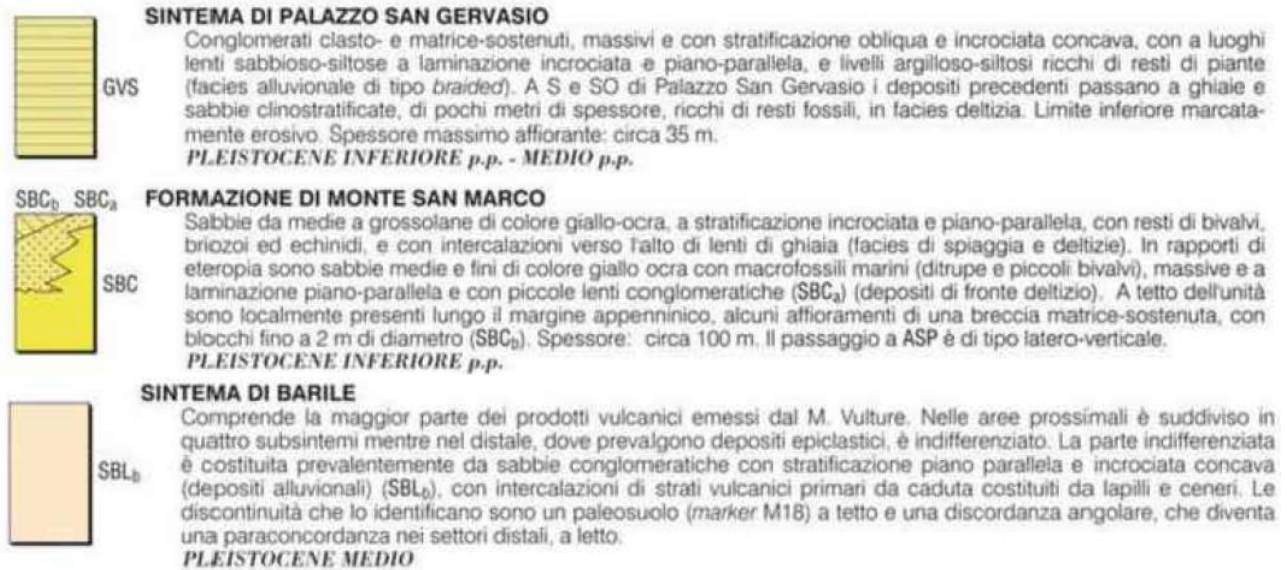 SINTEMA DI PALAZZO SAN GERVASIO
Conglomerati clasto- e matrice-sostenuti, massivi e con stratificazione obliqua e incrociata concava, con a luoghi
lenti sabbioso-siltose a laminazione incrociata e piano-parallela, e livelli argilloso-siltosi ricchi di resti di piante
GVS
(facies alluvionale di tipo braided). A S e SO di Palazzo San Gervasio i depositi precedenti passano a ghiaie e
sabbie clinostratificate, di pochi metri di spessore, ricchi di resti fossili, in facies deltizia. Limite inferiore marcata-
mente erosivo. Spessore massimo affiorante: circa 35 m.
PLEISTOCENE INFERIORE p.p. - MEDIO p.p.
SBCb SBCa FORMAZIONE DI MONTE SAN MARCO
Sabbie da medie a grossolane di colore giallo-ocra, a stratificazione incrociata e piano-parallela, con resti di bivalvi,
briozoi ed echinidi, e con intercalazioni verso l'alto di lenti di ghiaia (facies di spiaggia e deltizie). In rapporti di
eteropia sono sabbie medie e fini di colore giallo ocra con macrofossili marini (ditrupe e piccoli bivalvi), massive e a
SBC
laminazione piano-parallela e con piccole lenti conglomeratiche (SBCa) (depositi di fronte deltizio). A tetto dell'unità
sono localmente presenti lungo il margine appenninico, alcuni affioramenti di una breccia matrice-sostenuta, con
blocchi fino a 2 m di diametro (SBCb). Spessore: circa 100 m. Il passaggio a ASP è di tipo latero-verticale.
PLEISTOCENE INFERIORE p.p.
SINTEMA DI BARILE
Comprende la maggior parte dei prodotti vulcanici emessi dal M. Vulture. Nelle aree prossimali è suddiviso in
quattro subsintemi mentre nel distale, dove prevalgono depositi epiclastici, è indifferenziato. La parte indifferenziata
è costituita prevalentemente da sabbie conglomeratiche con stratificazione piano parallela e incrociata concava
SBLb
(depositi alluvionali) (SBLb), con intercalazioni di strati vulcanici primari da caduta costituiti da lapilli e ceneri. Le
discontinuità che lo identificano sono un paleosuolo (marker M18) a tetto e una discordanza angolare, che diventa
una paraconcordanza nei settori distali, a letto.
PLEISTOCENE MEDIO